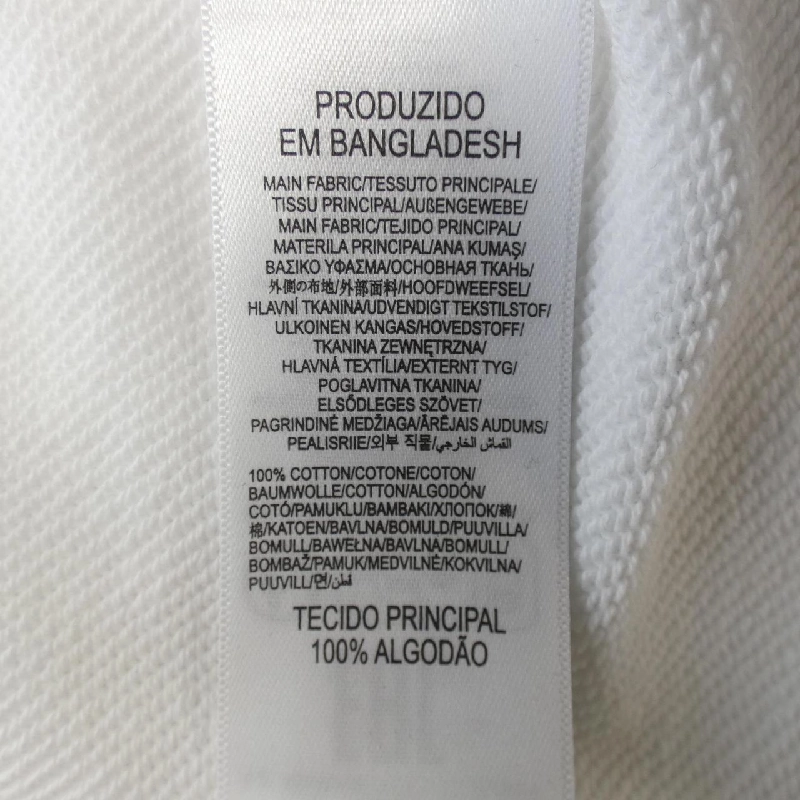 PRODUZIDO
EM BANGLADESH
MAIN FABRIC/TESSUTO PRINCIPALE/
TISSU PRINCIPAL/AUßENGEWEBE/
MAIN FABRIC/TEJIDO PRINCIPAL/
MATERILA PRINCIPAL/ANA KUMAŞ/
ΒΑΣΙΚΟ ΥΦΑΣΜΑ/ОСНОВНАЯ ТКАНЬ/
外側の布地/外部面料/HOOFDWEEFSEL/
HLAVNÍ TKANINA/UDVENDIGT TEKSTILSTOF/
ULKOINEN KANGAS/HOVEDSTOFF/
TKANINA ZEWNĘTRZNA/
HLAVNÁ TEXTÍLIA/EXTERNT TYG/
POGLAVITNA TKANINA/
ELSŐDLEGES SZÖVET/
PAGRINDINĖ MEDŽIAGA/ĀRĒJAIS AUDUMS/
PEALISRIIE/외부 직물/القماش الخارجي/
100% COTTON/COTONE/COTON/
BAUMWOLLE/COTTON/ALGODÓN/
COTÓ/PAMUKLU/BAMBAKI/ХЛОПОК/綿/
棉/KATOEN/BAVLNA/BOMULD/PUUVILLA/
BOMULL/BAWEŁNA/BAVLNA/BOMULL/
BOMBAŽ/PAMUK/MEDVILNĖ/KOKVILNA/
PUUVILL/면/قطن
TECIDO PRINCIPAL
100% ALGODÃO